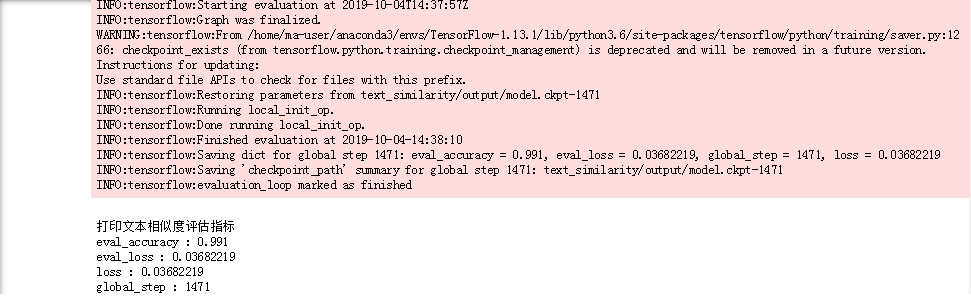 INFO:tensorflow:Starting evaluation at 2019-10-04T14:37:57Z
INFO:tensorflow:Graph was finalized.
WARNING:tensorflow:From /home/ma-user/anaconda3/envs/TensorFlow-1.13.1/lib/python3.6/site-packages/tensorflow/python/training/saver.py:12
66: checkpoint_exists (from tensorflow.python.training.checkpoint_management) is deprecated and will be removed in a future version.
Instructions for updating:
Use standard file APIs to check for files with this prefix.
INFO:tensorflow:Restoring parameters from text_similarity/output/model.ckpt-1471
INFO:tensorflow:Running local_init_op.
INFO:tensorflow:Done running local_init_op.
INFO:tensorflow:Finished evaluation at 2019-10-04-14:38:10
INFO:tensorflow:Saving dict for global step 1471: eval_accuracy = 0.991, eval_loss = 0.03682219, global_step = 1471, loss = 0.03682219
INFO:tensorflow:Saving 'checkpoint_path' summary for global step 1471: text_similarity/output/model.ckpt-1471
INFO:tensorflow:evaluation_loop marked as finished
打印文本相似度评估指标
eval_accuracy : 0.991
eval_loss : 0.03682219
loss : 0.03682219
global_step : 1471